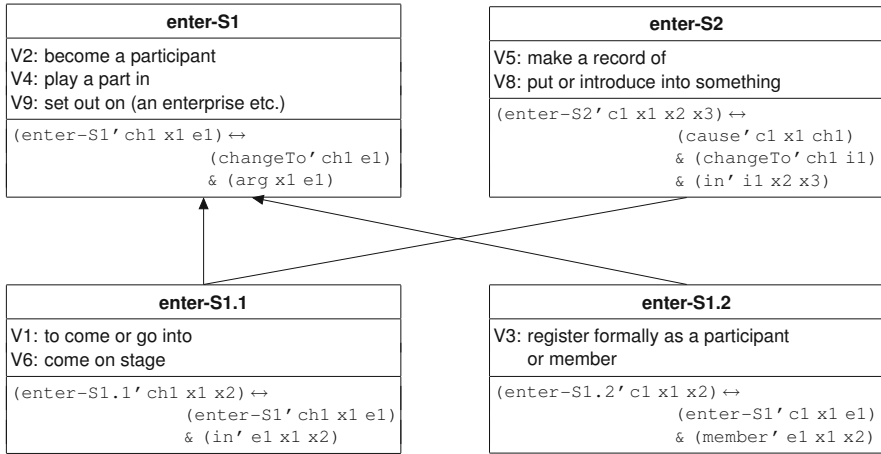 enter-S1
V2: become a participant
V4: play a part in
V9: set out on (an enterprise etc.)
(enter-S1′ ch1 x1 e1) ↔
(changeTo′ ch1 e1)
& (arg x1 e1)
enter-S2
V5: make a record of
V8: put or introduce into something
(enter-S2′ c1 x1 x2 x3) ↔
(cause′ c1 x1 ch1)
& (changeTo′ ch1 i1)
& (in′ i1 x2 x3)
enter-S1.1
V1: to come or go into
V6: come on stage
(enter-S1.1′ ch1 x1 x2) ↔
(enter-S1′ ch1 x1 e1)
& (in′ e1 x1 x2)
enter-S1.2
V3: register formally as a participant
or member
(enter-S1.2′ c1 x1 x2) ↔
(enter-S1′ c1 x1 e1)
& (member′ e1 x1 x2)